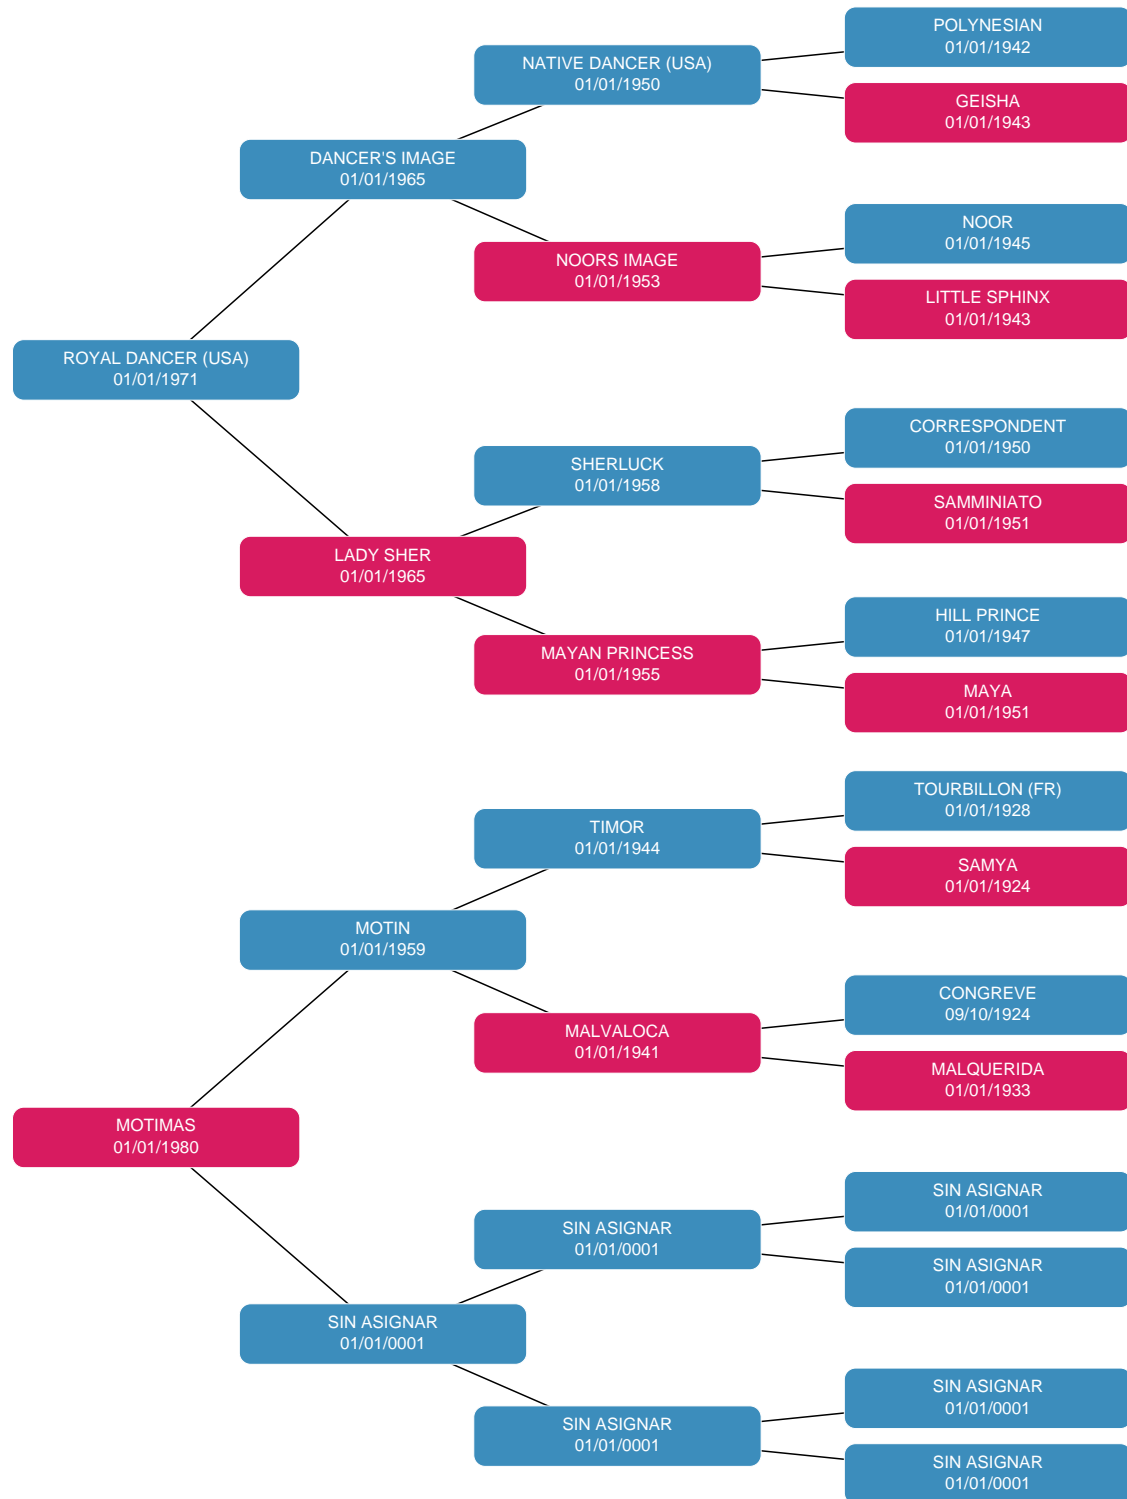 POLYNESIAN
01/01/1942
NATIVE DANCER (USA)
01/01/1950
GEISHA
01/01/1943
DANCER'S IMAGE
01/01/1965
NOOR
01/01/1945
NOORS IMAGE
01/01/1953
LITTLE SPHINX
01/01/1943
ROYAL DANCER (USA)
01/01/1971
CORRESPONDENT
01/01/1950
SHERLUCK
01/01/1958
SAMMINIATO
01/01/1951
LADY SHER
01/01/1965
HILL PRINCE
01/01/1947
MAYAN PRINCESS
01/01/1955
MAYA
01/01/1951
TOURBILLON (FR)
01/01/1928
TIMOR
01/01/1944
SAMYA
01/01/1924
MOTIN
01/01/1959
CONGREVE
09/10/1924
MALVALOCA
01/01/1941
MALQUERIDA
01/01/1933
MOTIMAS
01/01/1980
SIN ASIGNAR
01/01/0001
SIN ASIGNAR
01/01/0001
SIN ASIGNAR
01/01/0001
SIN ASIGNAR
01/01/0001
SIN ASIGNAR
01/01/0001
SIN ASIGNAR
01/01/0001
SIN ASIGNAR
01/01/0001